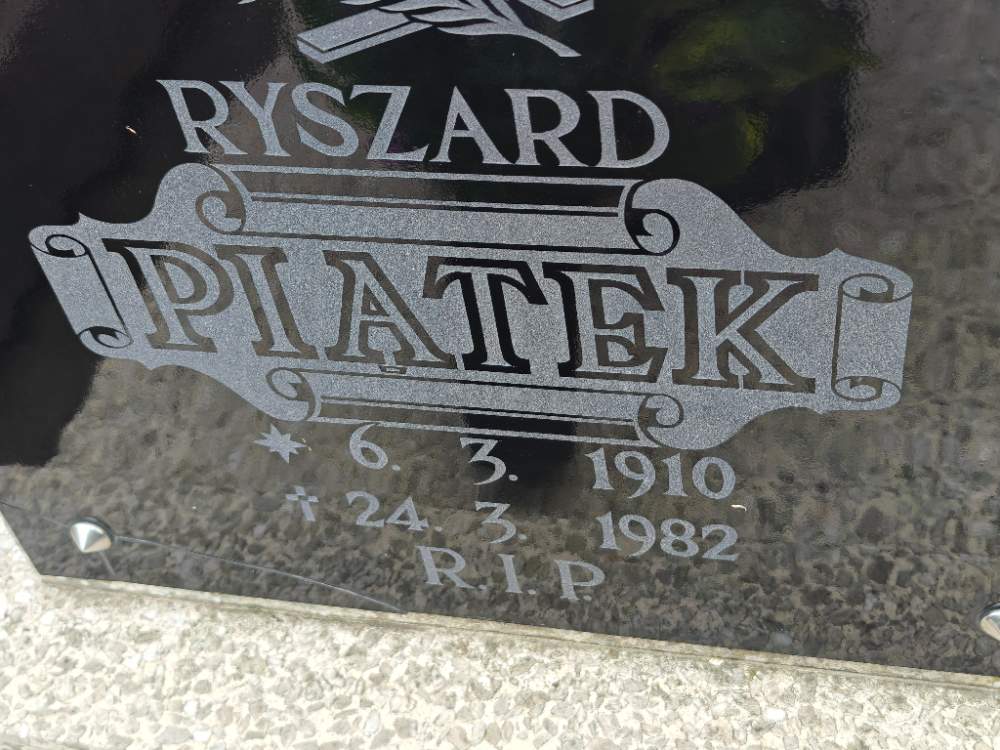 RYSZARD
PIĄTEK
* 6. 3. 1910
† 24. 3. 1982
R.I.P.